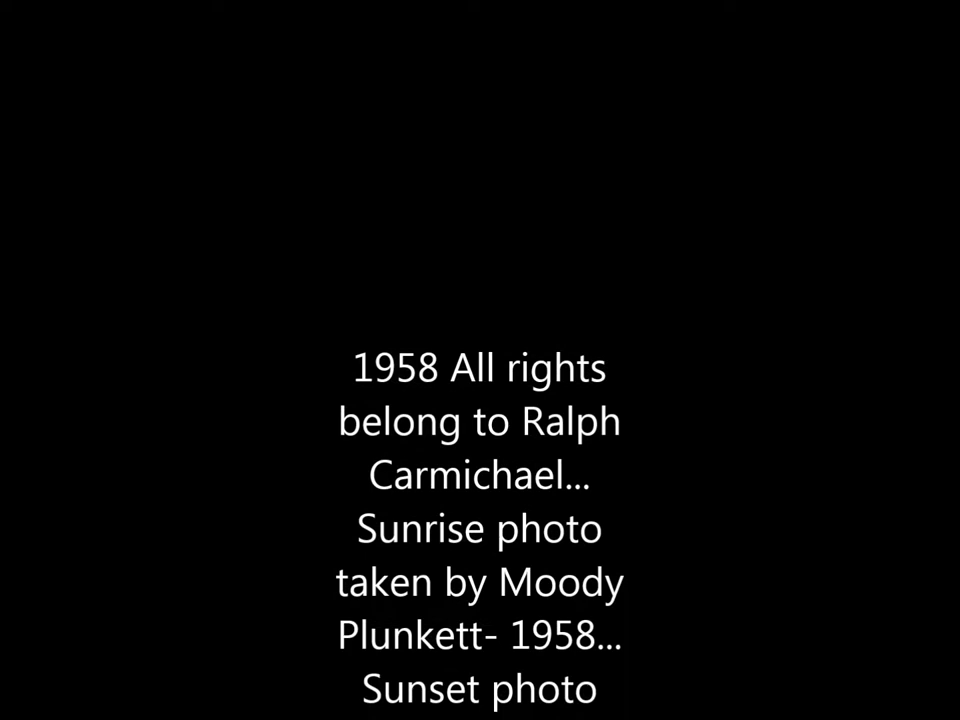 1958 All rights
belong to Ralph
Carmichael...
Sunrise photo
taken by Moody
Plunkett- 1958...
Sunset photo